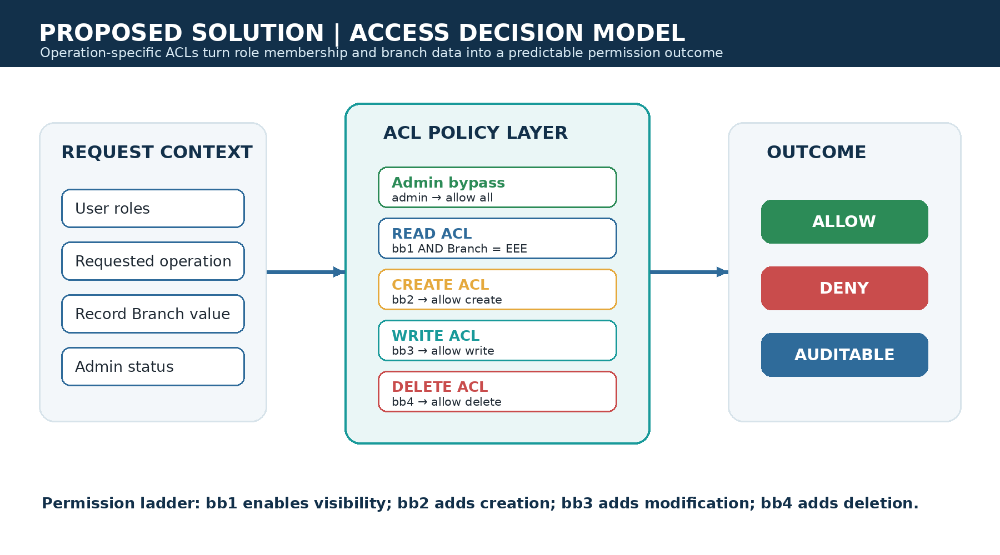 PROPOSED SOLUTION | ACCESS DECISION MODEL
Operation-specific ACLs turn role membership and branch data into a predictable permission outcome
REQUEST CONTEXT
User roles
Requested operation
Record Branch value
Admin status
ACL POLICY LAYER
Admin bypass
admin → allow all
READ ACL
bb1 AND Branch = EEE
CREATE ACL
bb2 → allow create
WRITE ACL
bb3 → allow write
DELETE ACL
bb4 → allow delete
OUTCOME
ALLOW
DENY
AUDITABLE
Permission ladder: bb1 enables visibility; bb2 adds creation; bb3 adds modification; bb4 adds deletion.